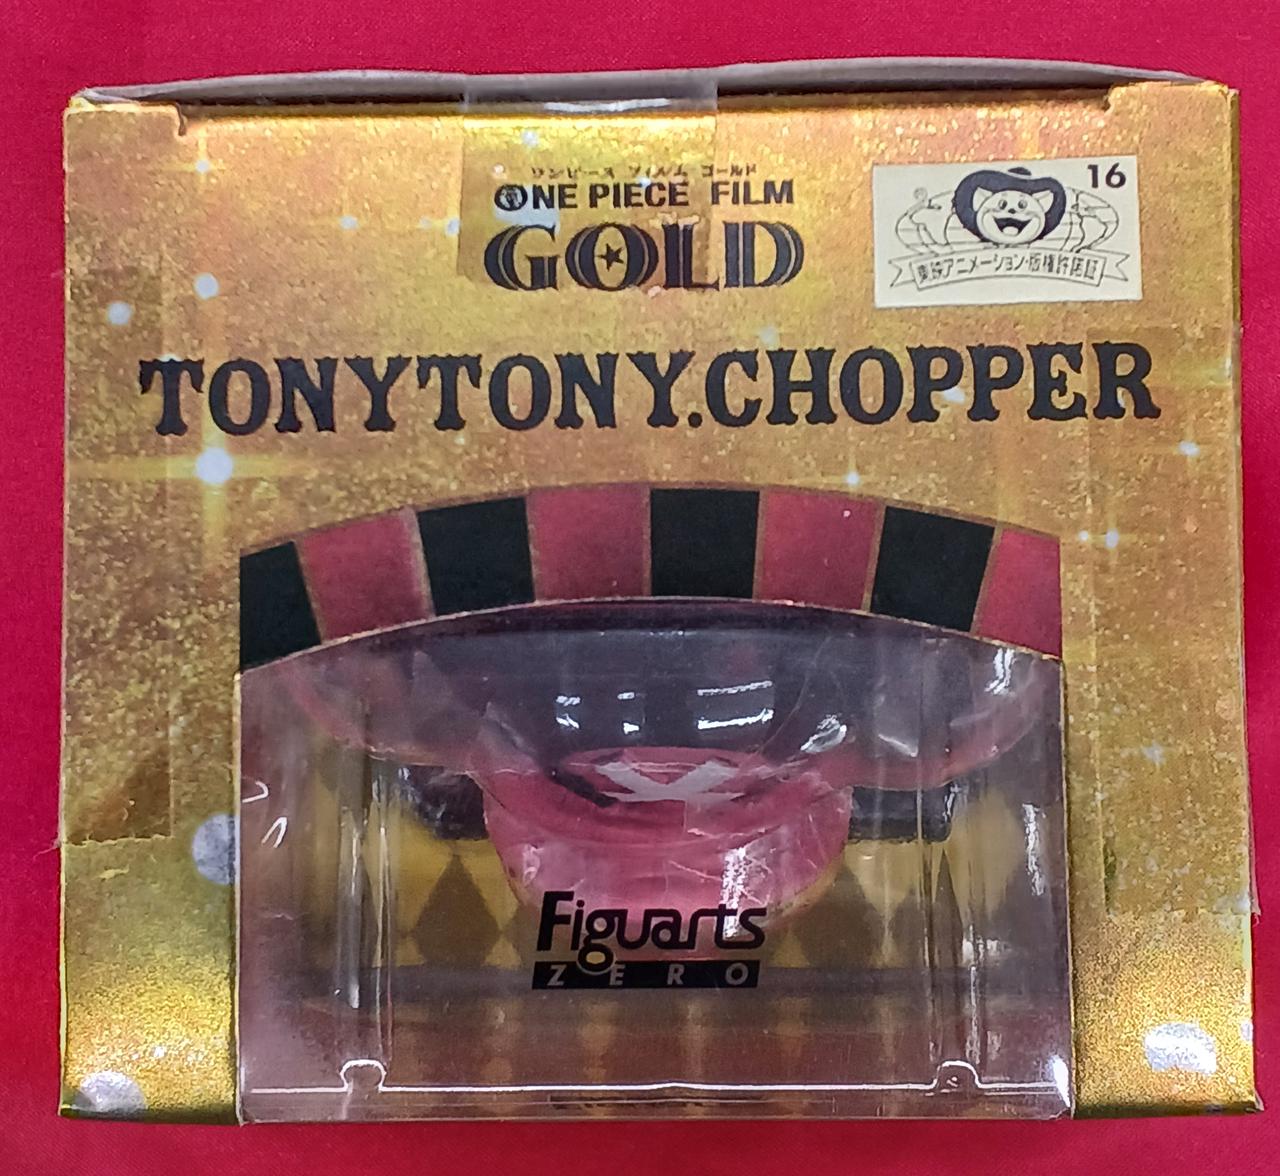 ワンピース フィルム ゴールド
ONE PIECE FILM
GOLD
16
東映アニメーション・版権許諾証
TONYTONY.CHOPPER
Figuarts
ZERO